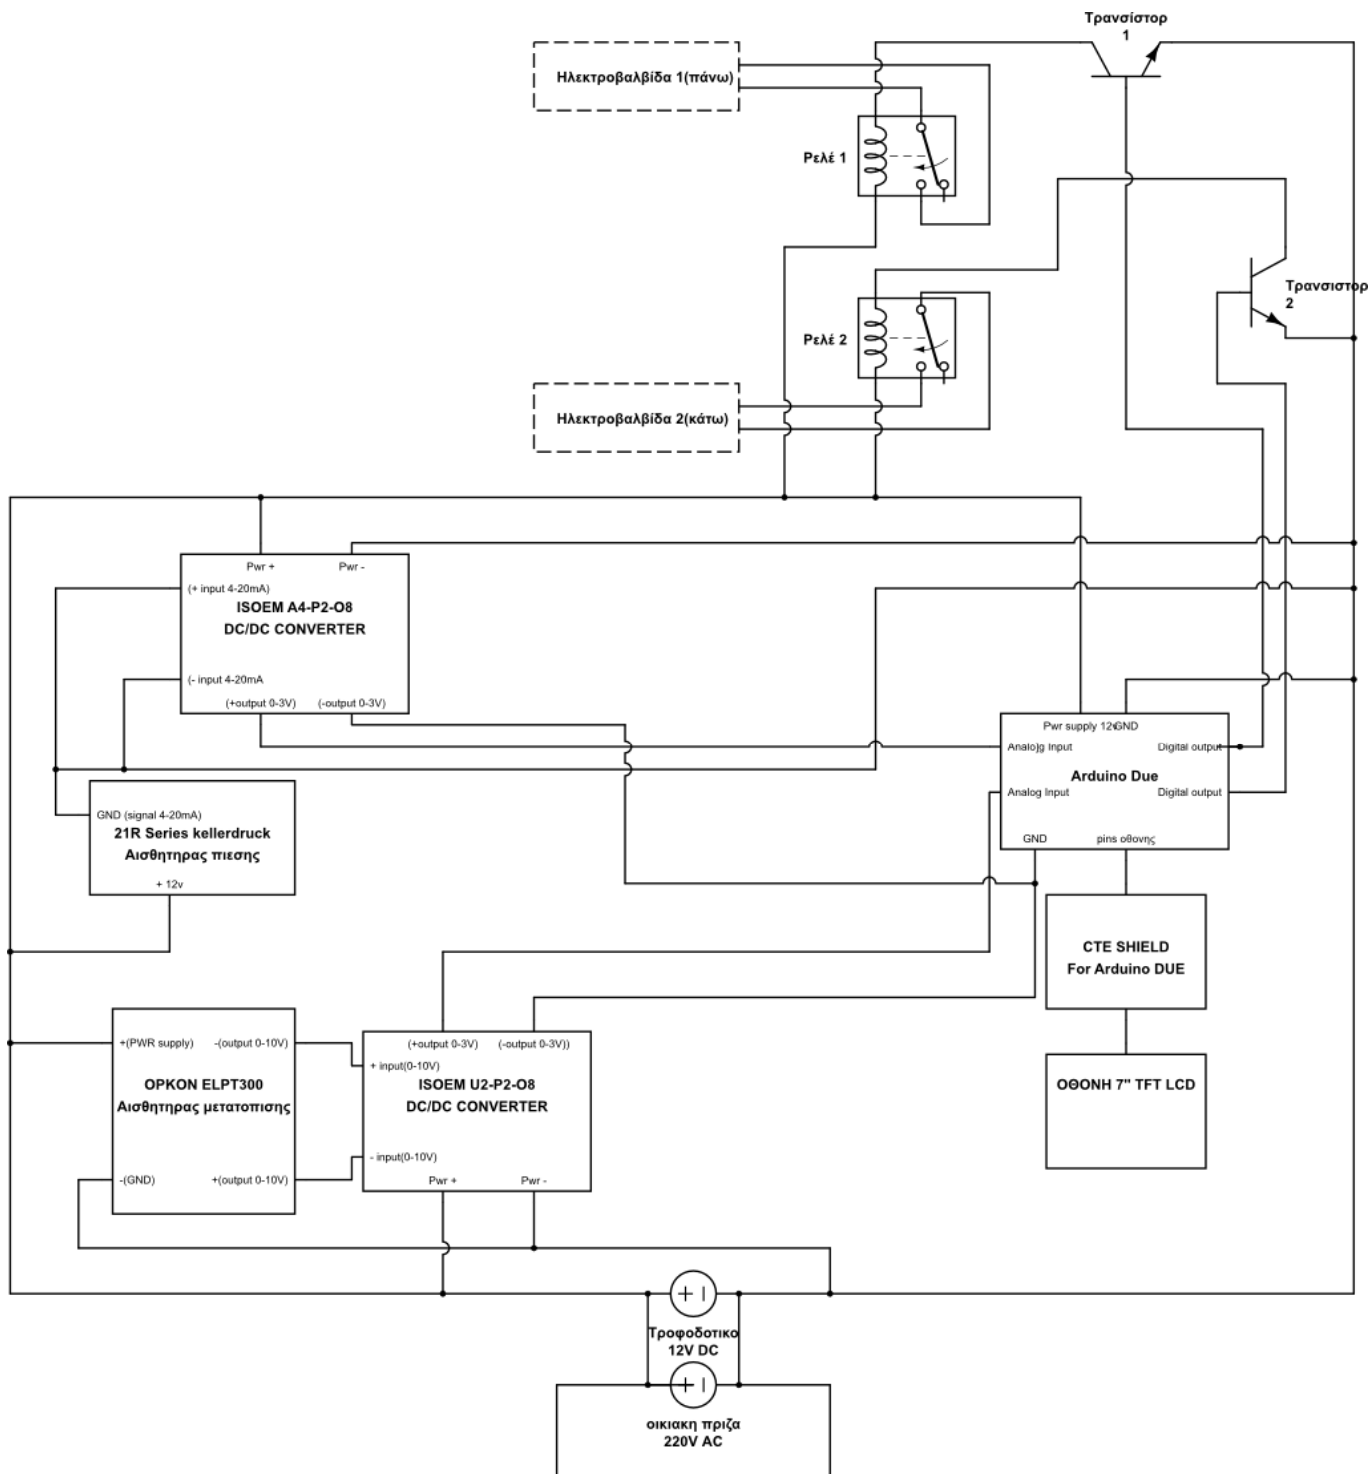 Τρανσίστορ
1
Ηλεκτροβαλβίδα 1(πάνω)
Ρελέ 1
Τρανσιστορ
2
Ρελέ 2
Ηλεκτροβαλβίδα 2(κάτω)
Pwr + Pwr -
(+ input 4-20mA)
ISOEM A4-P2-O8
DC/DC CONVERTER
(- input 4-20mA
(+output 0-3V) (-output 0-3V)
Pwr supply 12v GND
Analog Input Digital output
Arduino Due
Analog Input Digital output
GND pins οθονης
GND (signal 4-20mA)
21R Series kellerdruck
Αισθητηρας πιεσης
+ 12v
CTE SHIELD
For Arduino DUE
+(PWR supply) -(output 0-10V)
OPKON ELPT300
Αισθητηρας μετατοπισης
-(GND) +(output 0-10V)
(+output 0-3V) (-output 0-3V))
+ input(0-10V)
ISOEM U2-P2-O8
DC/DC CONVERTER
- input(0-10V)
Pwr + Pwr -
ΟΘΟΝΗ 7" TFT LCD
Τροφοδοτικο
12V DC
οικιακη πριζα
220V AC